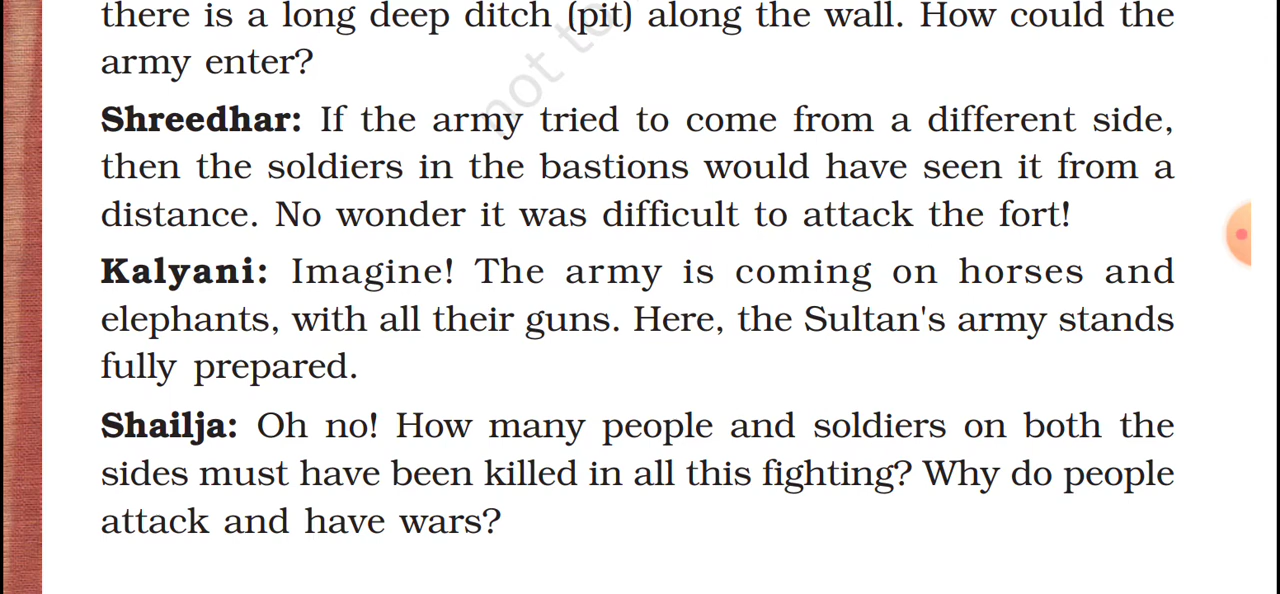 there is a long deep ditch (pit) along the wall. How could the
army enter?
Shreedhar: If the army tried to come from a different side,
then the soldiers in the bastions would have seen it from a
distance. No wonder it was difficult to attack the fort!
Kalyani: Imagine! The army is coming on horses and
elephants, with all their guns. Here, the Sultan's army stands
fully prepared.
Shailja: Oh no! How many people and soldiers on both the
sides must have been killed in all this fighting? Why do people
attack and have wars?
not to